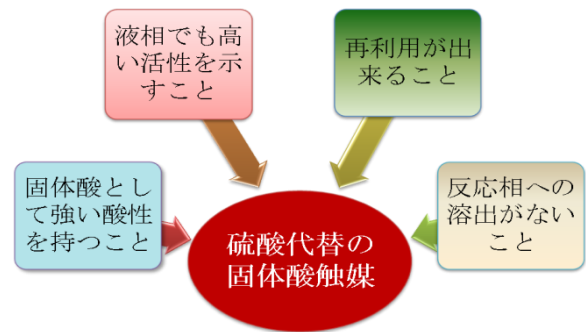 液相でも高
い活性を示
すこと
再利用が出
来ること
固体酸とし
て強い酸性
を持つこと
反応相への
溶出がない
こと
硫酸代替の
固体酸触媒